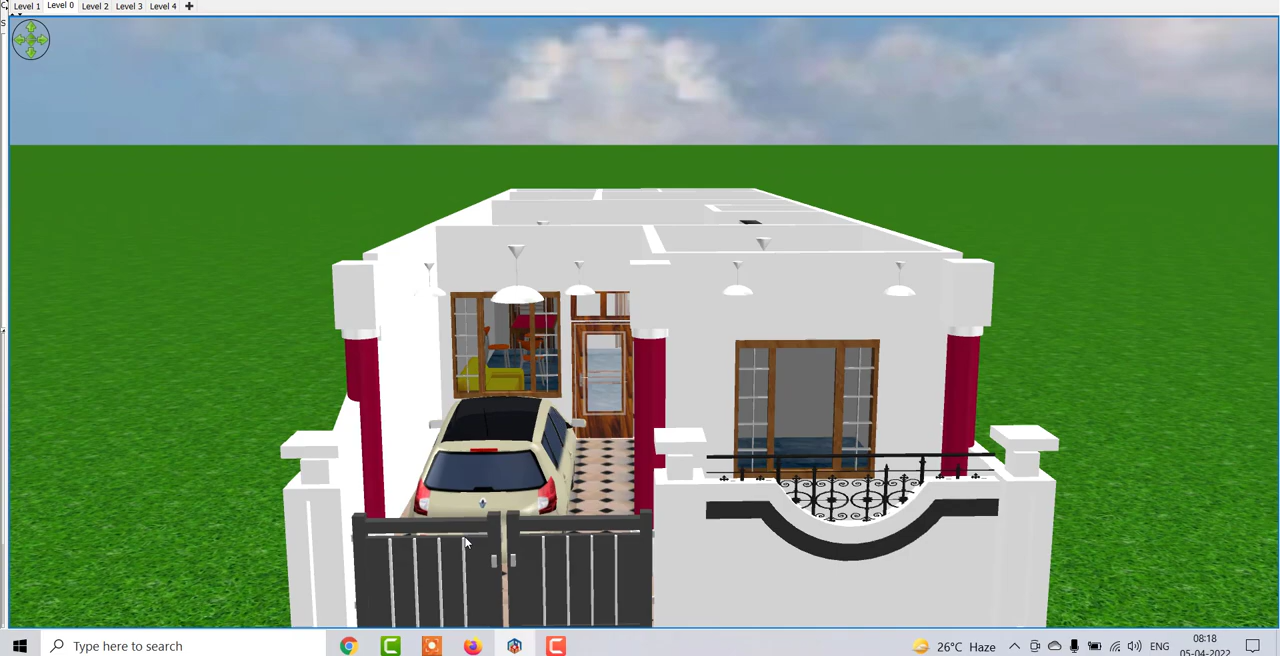 Level 1 Level 0 Level 2 Level 3 Level 4
Type here to search
26°C Haze
ENG
08:18
05-04-2022